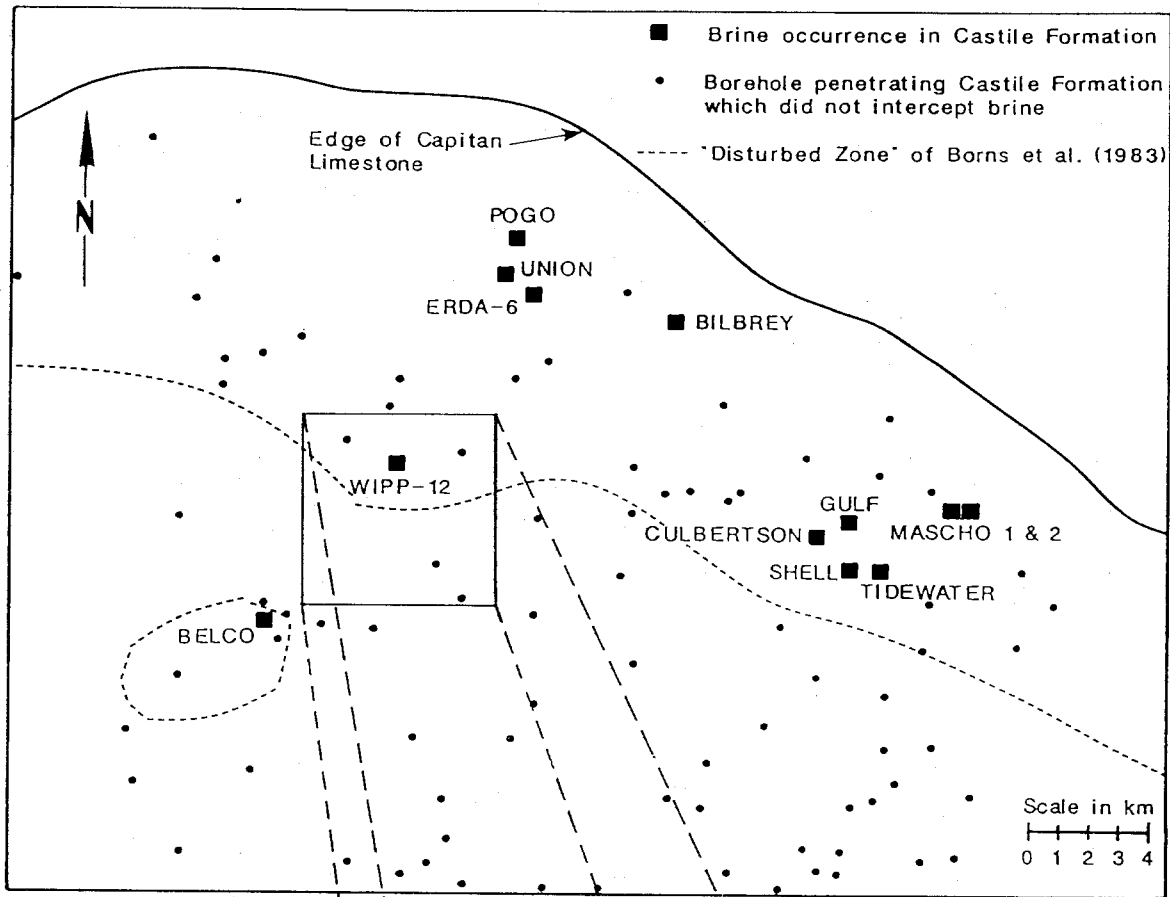 Brine occurrence in Castile Formation
Borehole penetrating Castile Formation
which did not intercept brine
"Disturbed Zone" of Borns et al. (1983)
Edge of Capitan
Limestone
N
POGO
UNION
ERDA-6
BILBREY
WIPP-12
GULF
CULBERTSON
MASCHO 1 & 2
SHELL
TIDEWATER
BELCO
Scale in km
0 1 2 3 4